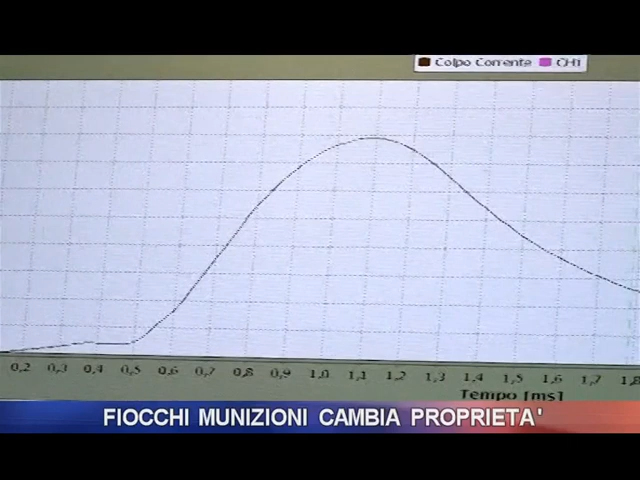 Colpo Corrente CH1
0,2 0,3 0,4 0,5 0,6 0,7 0,8 0,9 1,0 1,1 1,2 1,3 1,4 1,5 1,6 1,7 1,8
Tempo [ms]
FIOCCHI MUNIZIONI CAMBIA PROPRIETA'